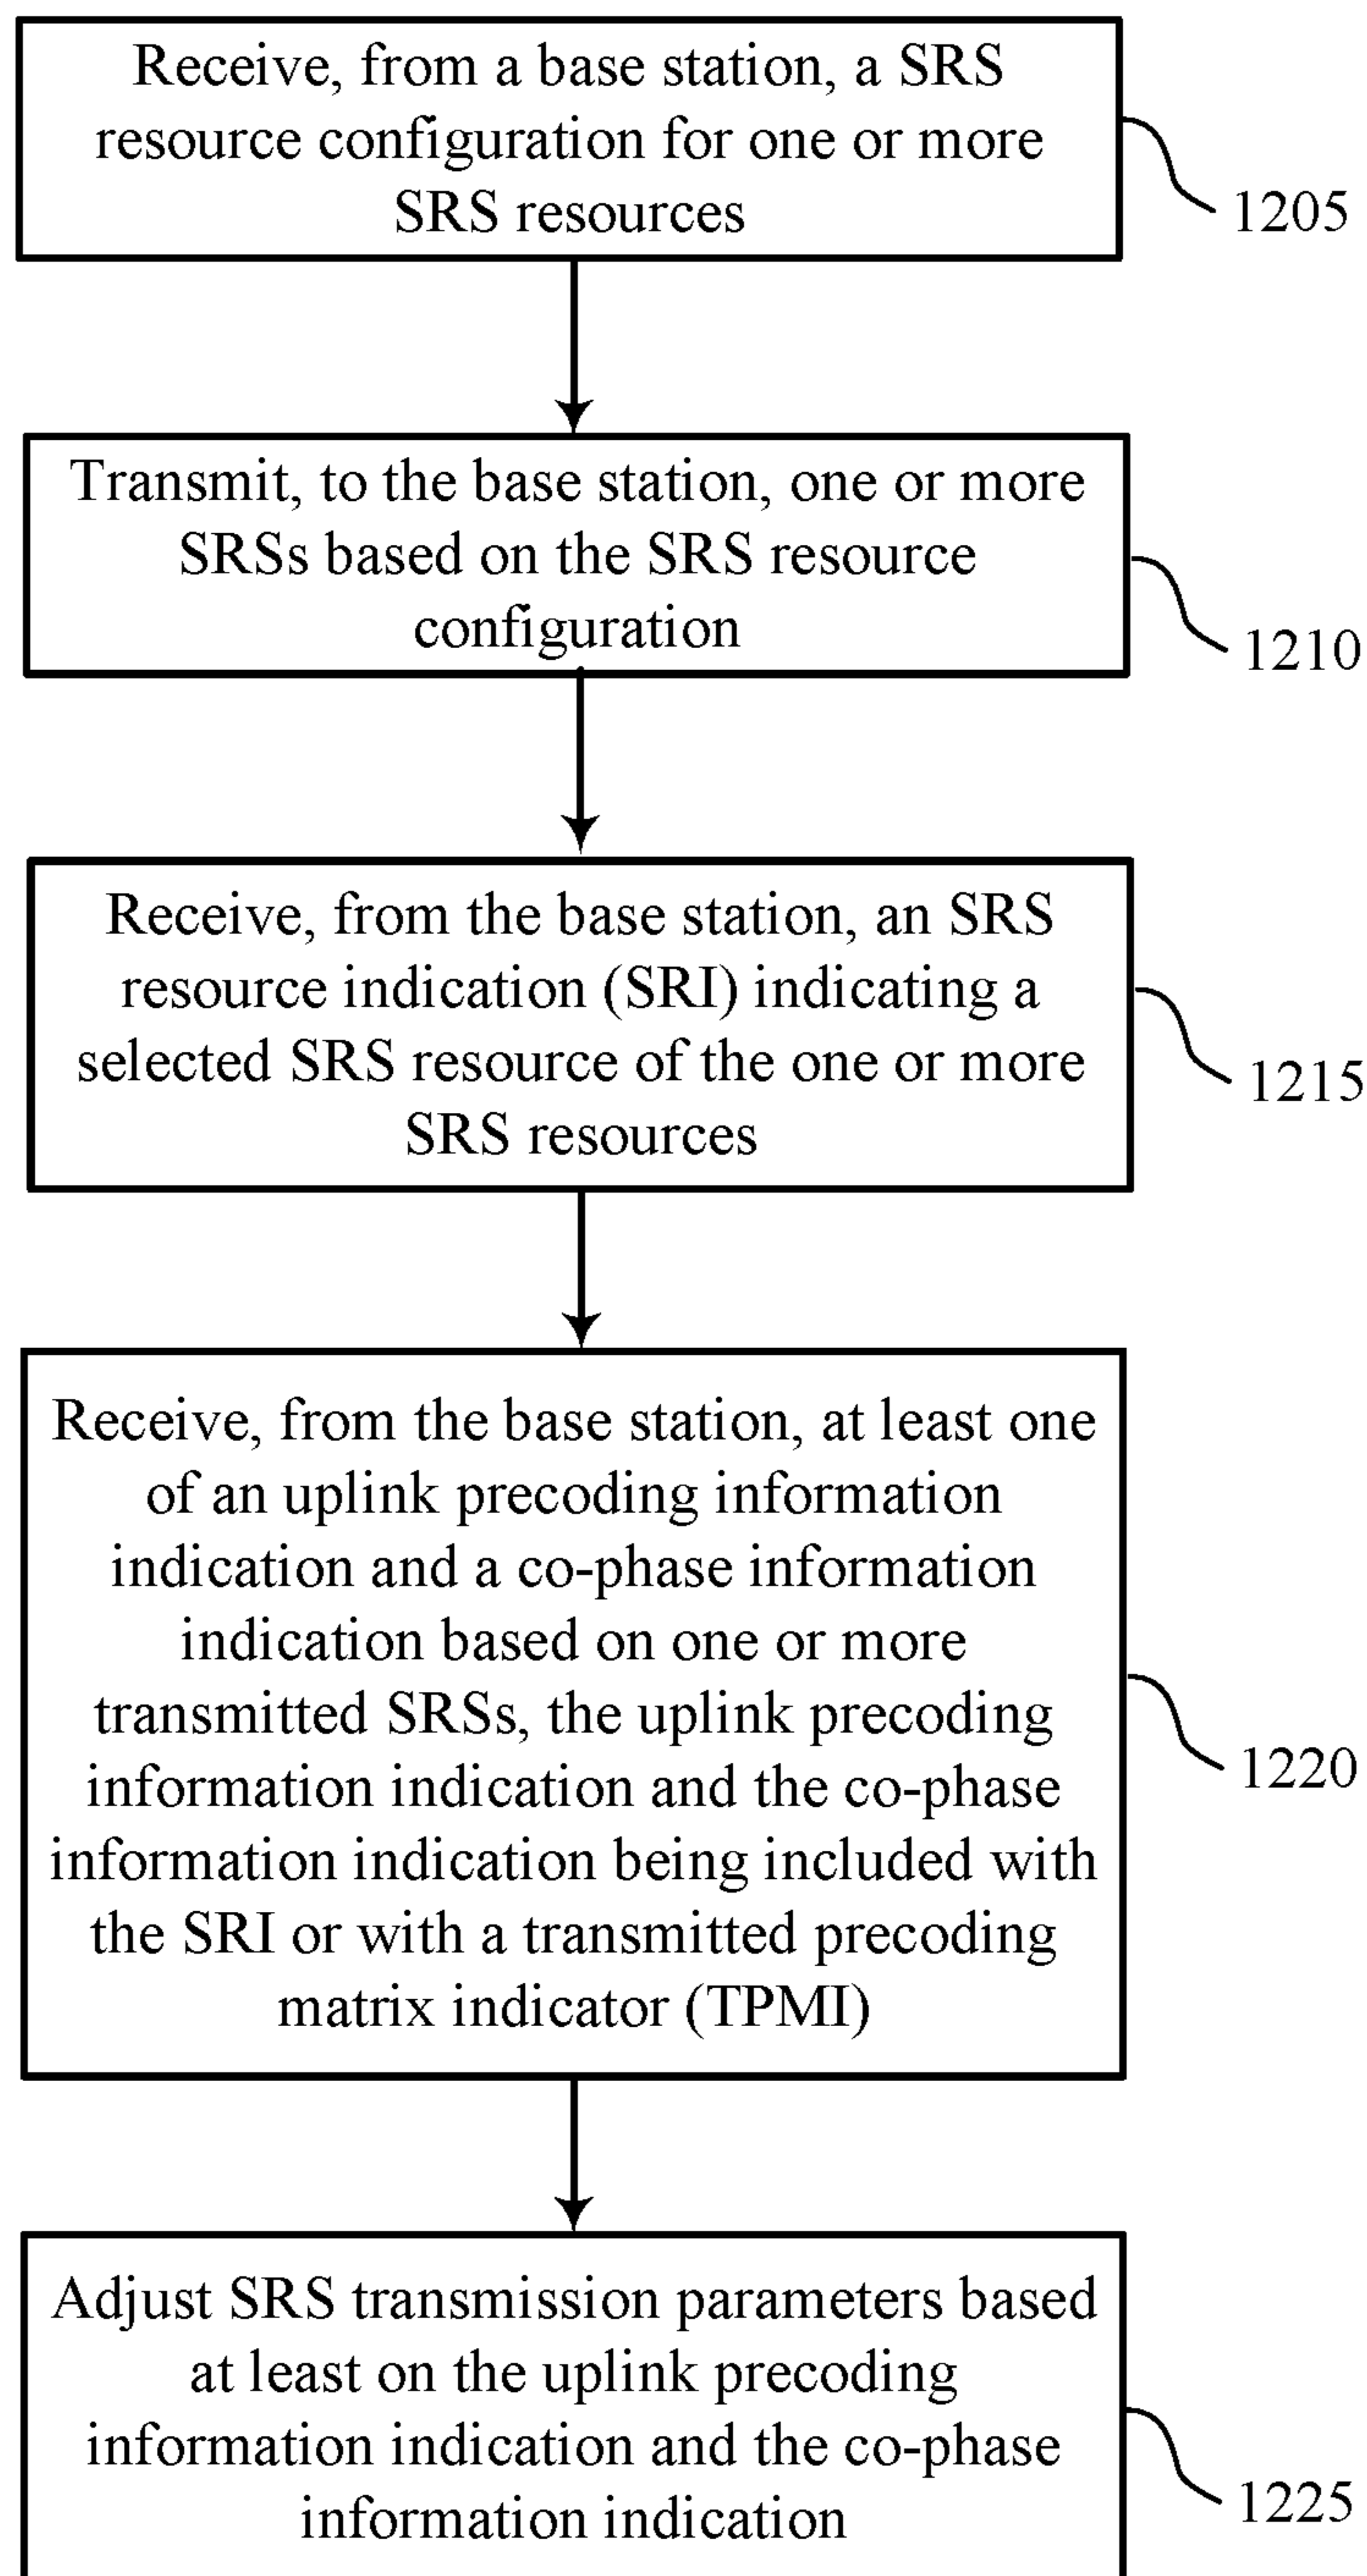 Receive, from a base station, a SRS
resource configuration for one or more
SRS resources
1205
Transmit, to the base station, one or more
SRSs based on the SRS resource
configuration
1210
Receive, from the base station, an SRS
resource indication (SRI) indicating a
selected SRS resource of the one or more
SRS resources
1215
Receive, from the base station, at least one
of an uplink precoding information
indication and a co-phase information
indication based on one or more
transmitted SRSs, the uplink precoding
information indication and the co-phase
information indication being included with
the SRI or with a transmitted precoding
matrix indicator (TPMI)
1220
Adjust SRS transmission parameters based
at least on the uplink precoding
information indication and the co-phase
information indication
1225